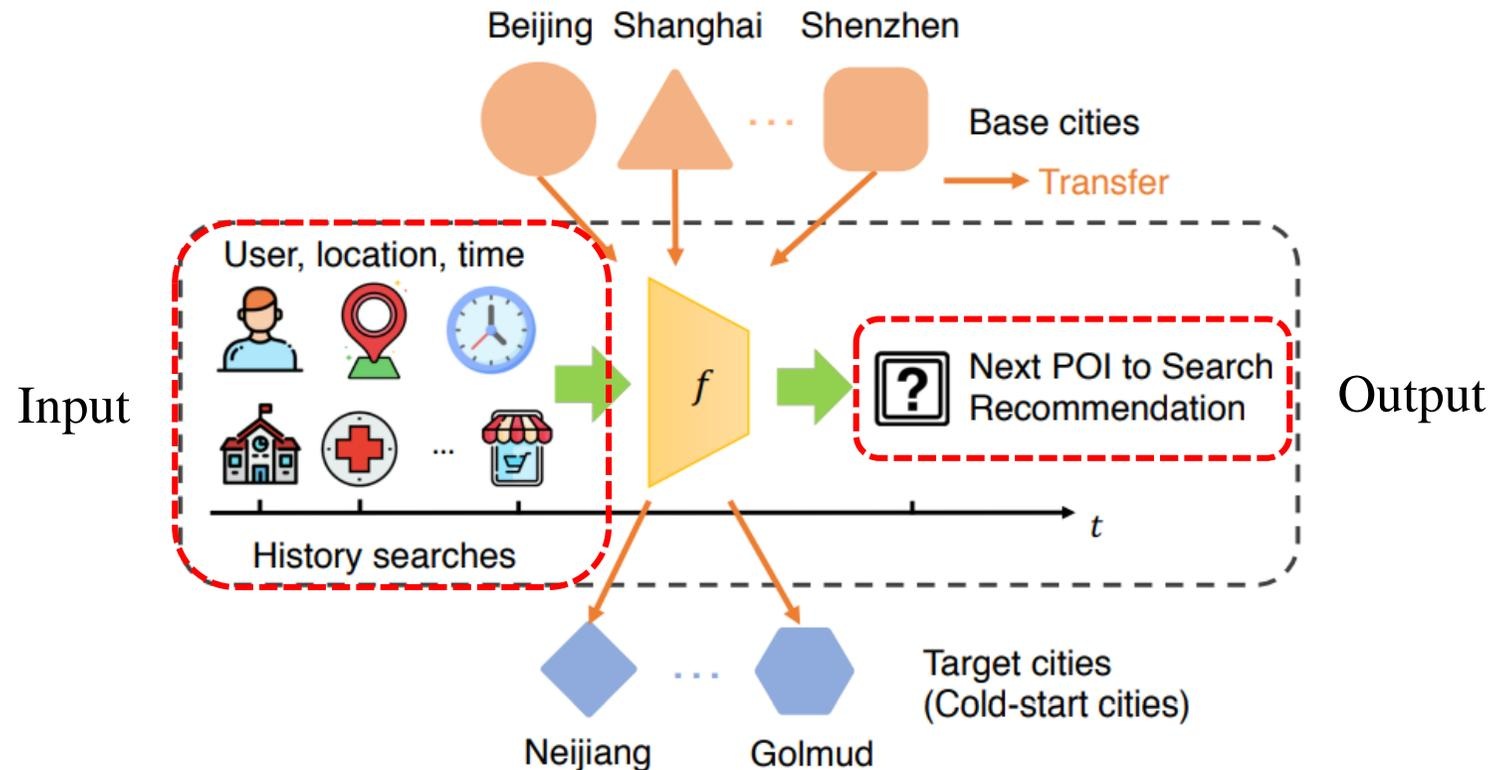 Beijing Shanghai Shenzhen
...
Base cities
Transfer
User, location, time
Input
f
?
Next POI to Search
Recommendation
Output
...
t
History searches
...
Target cities
(Cold-start cities)
Neijiang Golmud